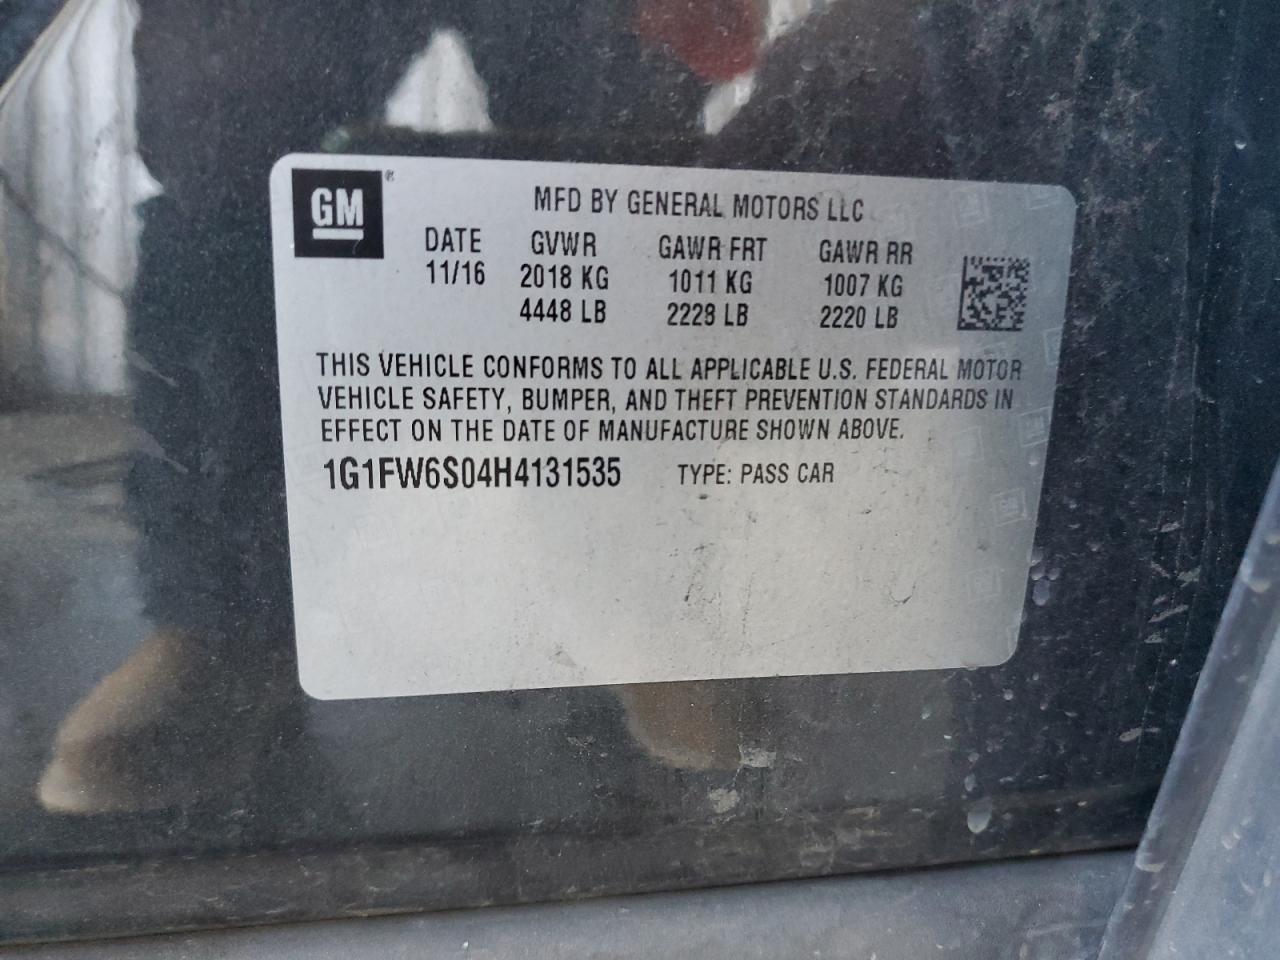 GM®
MFD BY GENERAL MOTORS LLC
DATE GVWR GAWR FRT GAWR RR
11/16 2018 KG 1011 KG 1007 KG
4448 LB 2228 LB 2220 LB
THIS VEHICLE CONFORMS TO ALL APPLICABLE U.S. FEDERAL MOTOR
VEHICLE SAFETY, BUMPER, AND THEFT PREVENTION STANDARDS IN
EFFECT ON THE DATE OF MANUFACTURE SHOWN ABOVE.
1G1FW6S04H4131535 TYPE: PASS CAR